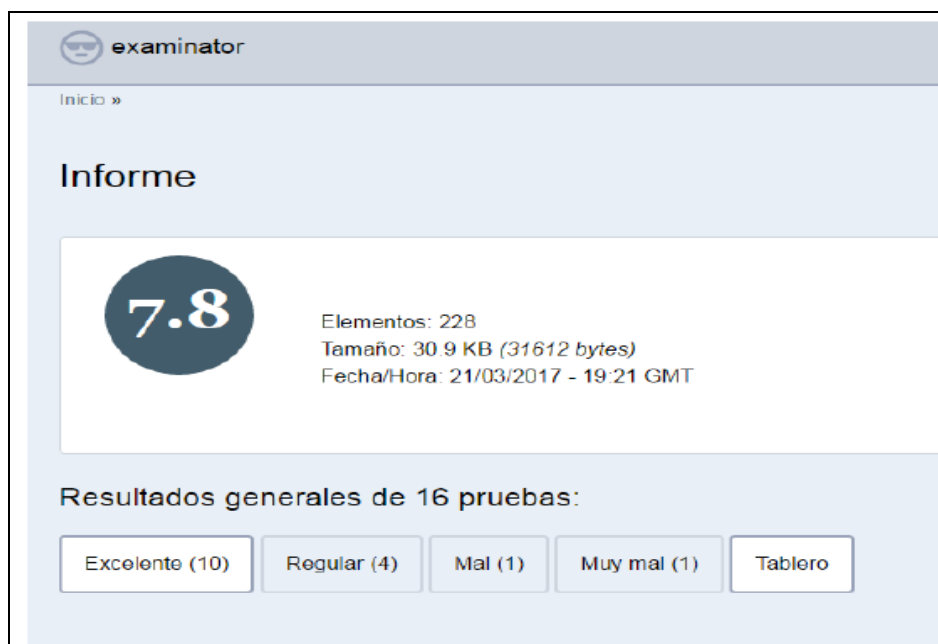 examinator
Inicio »
Informe
7.8
Elementos: 228
Tamaño: 30.9 KB (31612 bytes)
Fecha/Hora: 21/03/2017 - 19:21 GMT
Resultados generales de 16 pruebas:
Excelente (10) Regular (4) Mal (1) Muy mal (1) Tablero